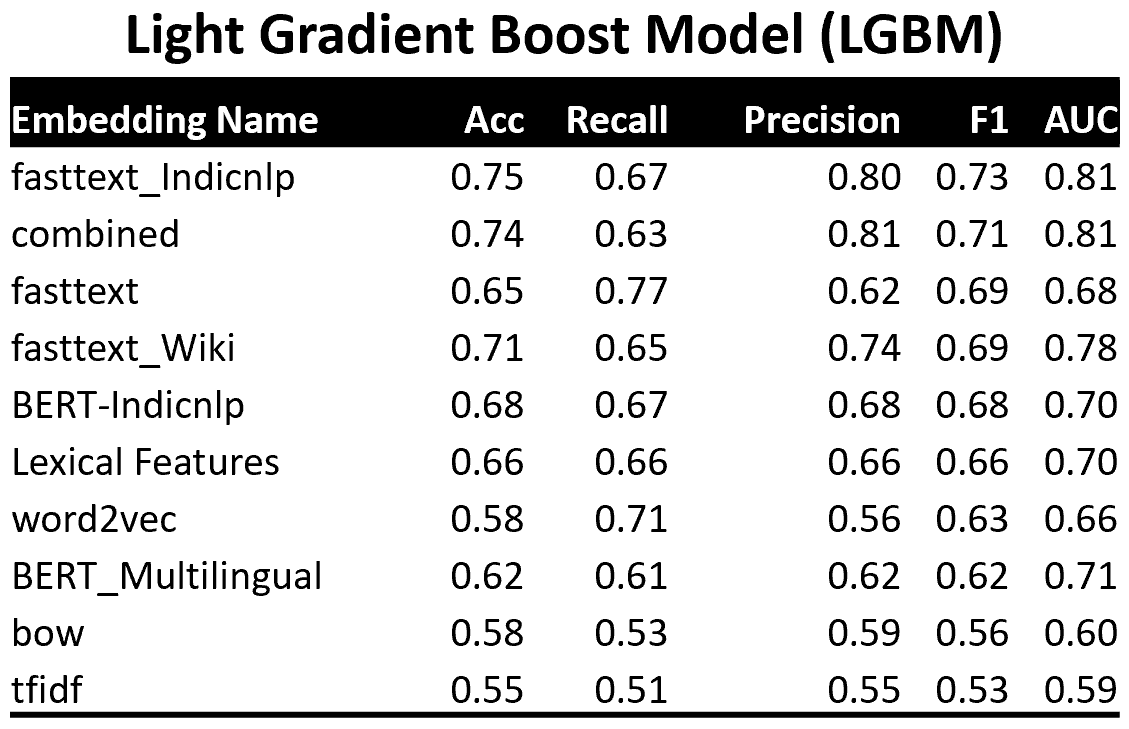 Light Gradient Boost Model (LGBM)
Embedding Name Acc Recall Precision F1 AUC
fasttext_Indicnlp 0.75 0.67 0.80 0.73 0.81
combined 0.74 0.63 0.81 0.71 0.81
fasttext 0.65 0.77 0.62 0.69 0.68
fasttext_Wiki 0.71 0.65 0.74 0.69 0.78
BERT-Indicnlp 0.68 0.67 0.68 0.68 0.70
Lexical Features 0.66 0.66 0.66 0.66 0.70
word2vec 0.58 0.71 0.56 0.63 0.66
BERT_Multilingual 0.62 0.61 0.62 0.62 0.71
bow 0.58 0.53 0.59 0.56 0.60
tfidf 0.55 0.51 0.55 0.53 0.59